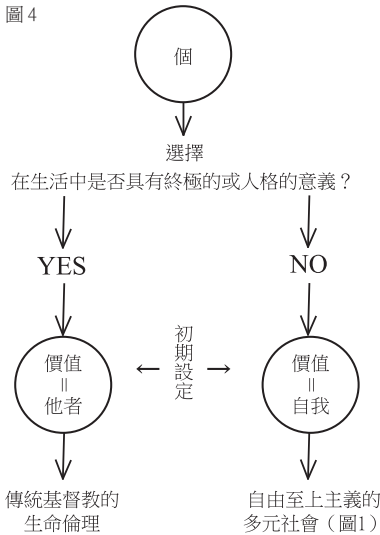 圖 4
個
選擇
在生活中是否具有終極的或人格的意義？
YES
NO
價值
=
他者
← 初期設定 →
價值
=
自我
傳統基督教的
生命倫理
自由至上主義的
多元社會（圖1）